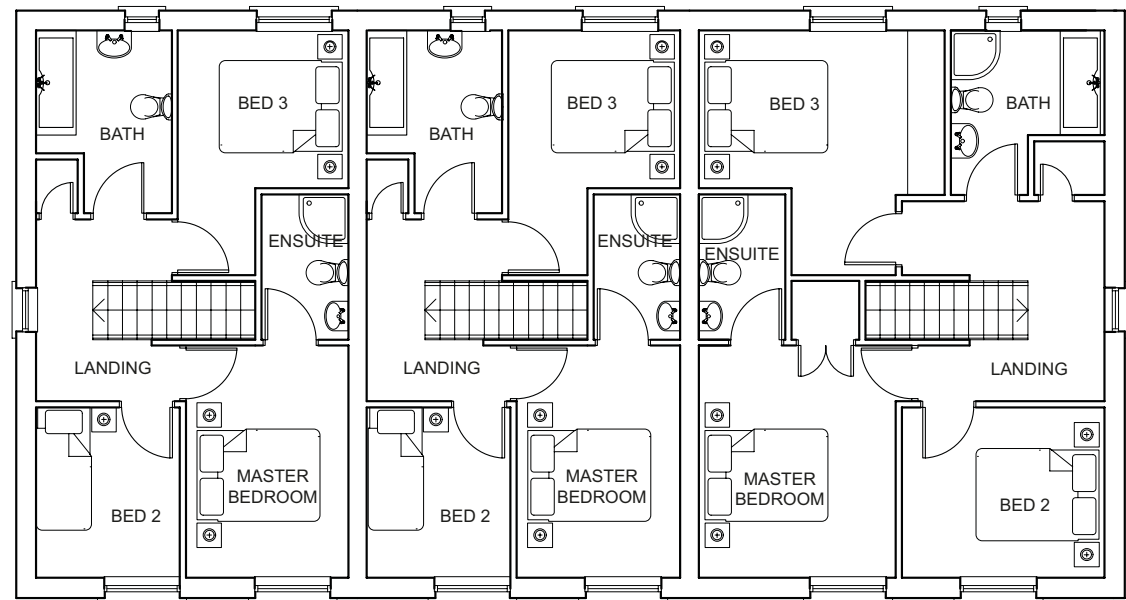 BED 3
BED 3
BED 3
BATH
BATH
BATH
ENSUITE
ENSUITE
ENSUITE
LANDING
LANDING
LANDING
MASTER
BEDROOM
MASTER
BEDROOM
MASTER
BEDROOM
BED 2
BED 2
BED 2